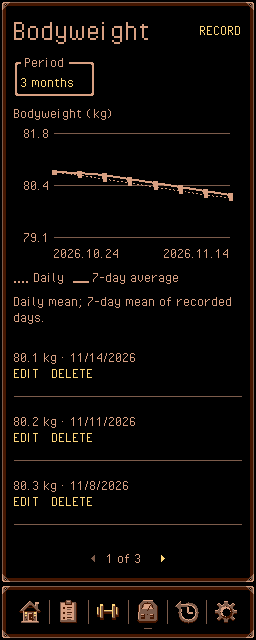 Bodyweight
RECORD
Period
3 months
Bodyweight (kg)
81.8
80.4
79.1
2026.10.24 2026.11.14
Daily 7-day average
Daily mean; 7-day mean of recorded
days.
80.1 kg · 11/14/2026
EDIT DELETE
80.2 kg · 11/11/2026
EDIT DELETE
80.3 kg · 11/8/2026
EDIT DELETE
1 of 3